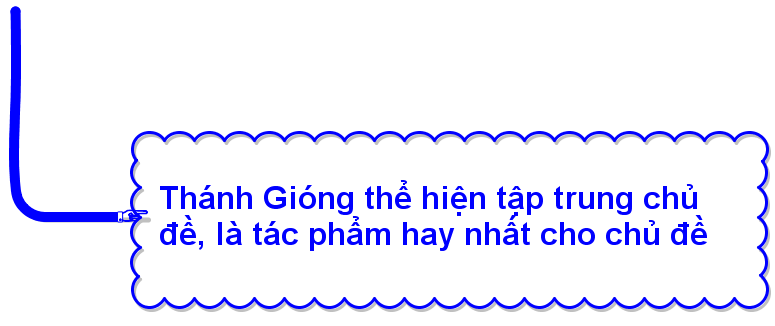 Thánh Gióng thể hiện tập trung chủ
đề, là tác phẩm hay nhất cho chủ đề